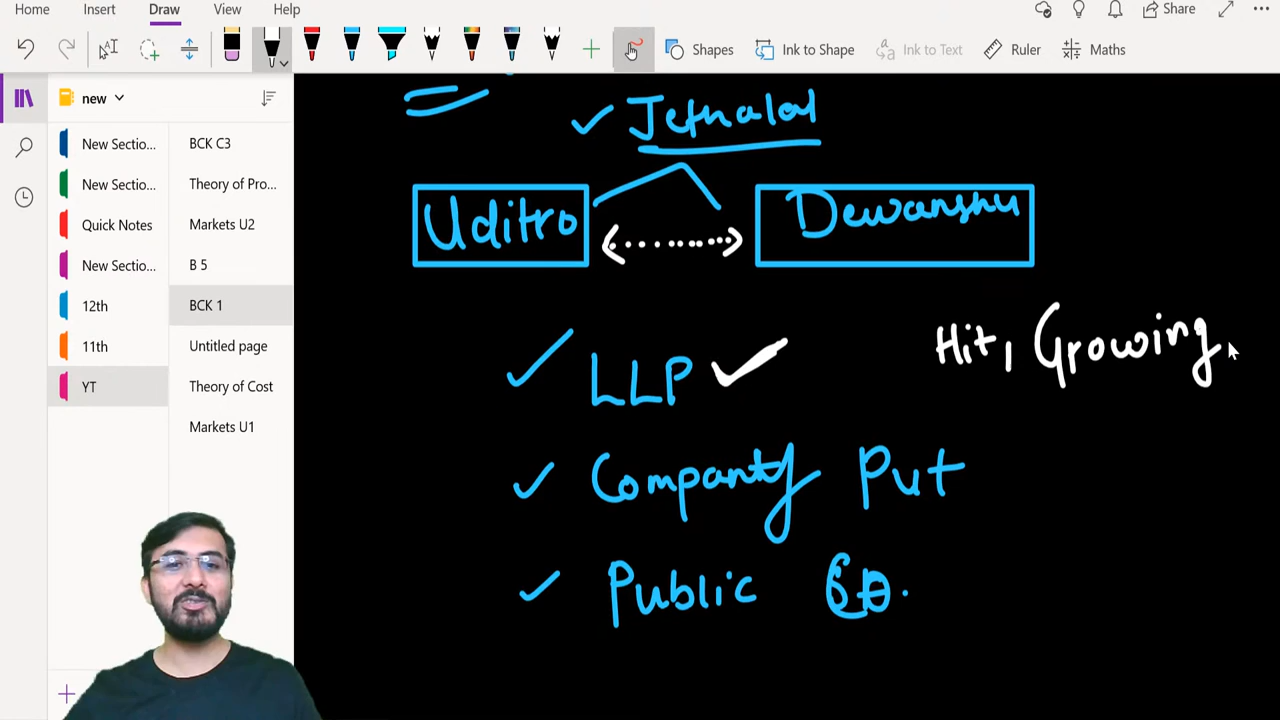 Home Insert Draw View Help Share
Shapes Ink to Shape Ink to Text Ruler Maths
new
New Sectio...
New Sectio...
Quick Notes
New Sectio...
12th
11th
YT
BCK C3
Theory of Pro...
Markets U2
B 5
BCK 1
Untitled page
Theory of Cost
Markets U1
Jethalal
Uditro Dewanshu
Hit, Growing
LLP
Company Put
Public Co.